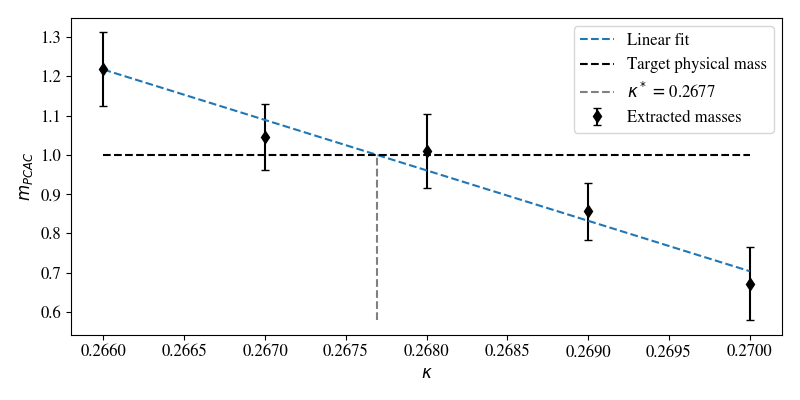 1.3
1.2
1.1
1.0
0.9
0.8
0.7
0.6
m_{PCAC}
Linear fit
Target physical mass
κ* = 0.2677
Extracted masses
0.2660 0.2665 0.2670 0.2675 0.2680 0.2685 0.2690 0.2695 0.2700
κ